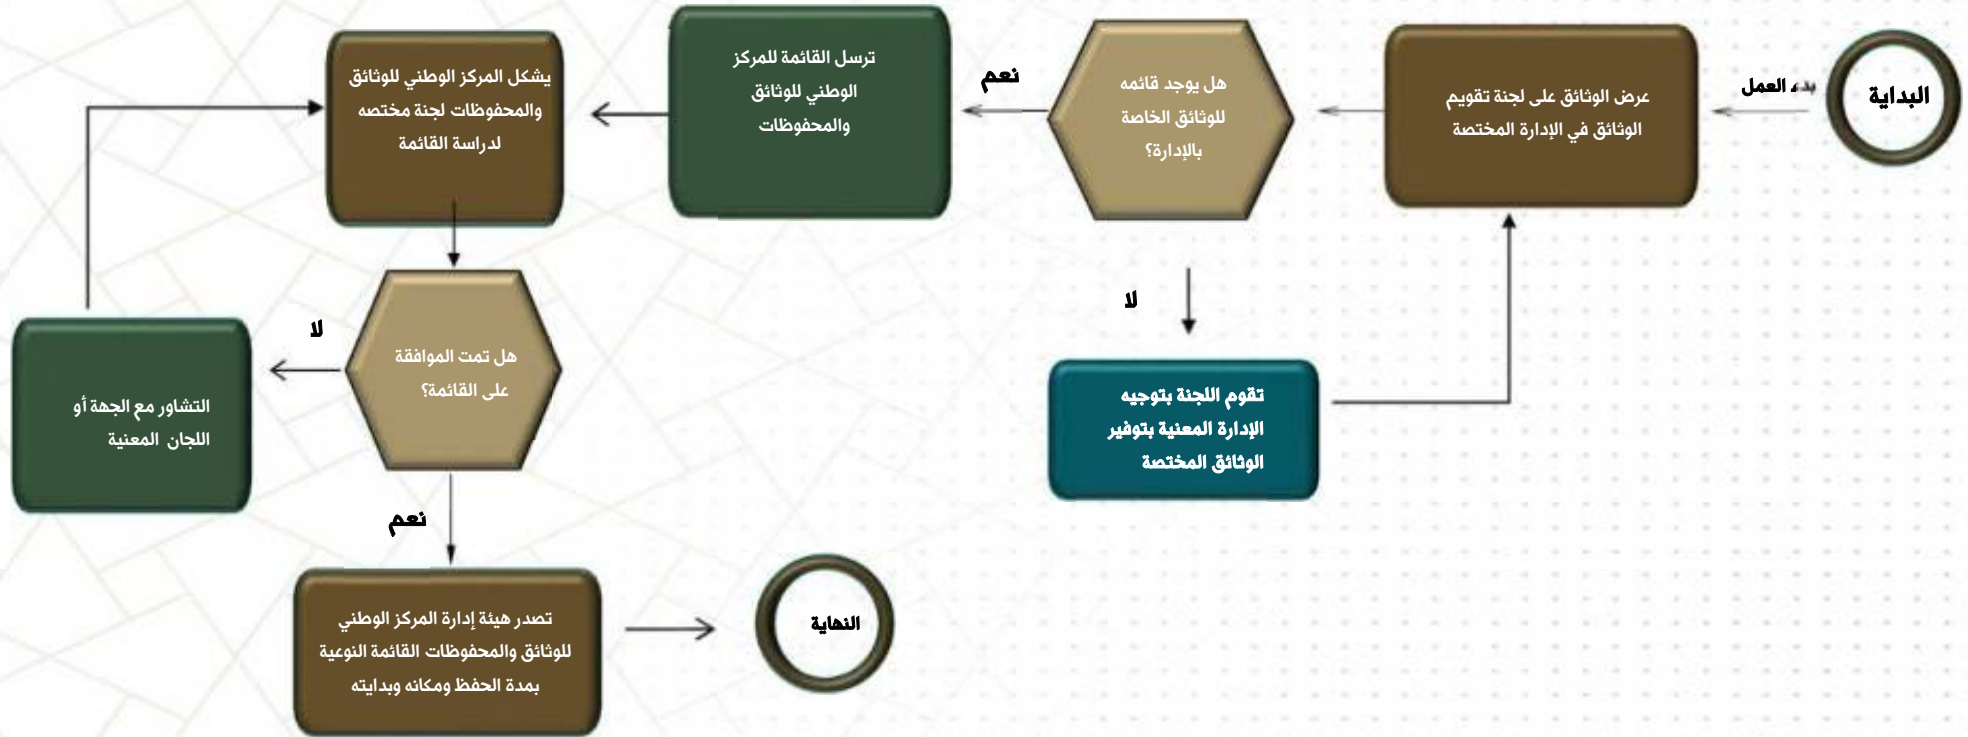 البداية
بدء العمل
عرض الوثائق على لجنة تقويم
الوثائق في الإدارة المختصة
هل يوجد قائمه
للوثائق الخاصة
بالإدارة؟
نعم
ترسل القائمة للمركز
الوطني للوثائق
والمحفوظات
يشكل المركز الوطني للوثائق
والمحفوظات لجنة مختصه
لدراسة القائمة
لا
تقوم اللجنة بتوجيه
الإدارة المعنية بتوفير
الوثائق المختصة
هل تمت الموافقة
على القائمة؟
لا
التشاور مع الجهة أو
اللجان المعنية
نعم
تصدر هيئة إدارة المركز الوطني
للوثائق والمحفوظات القائمة النوعية
بمدة الحفظ ومكانه وبدايته
النهاية